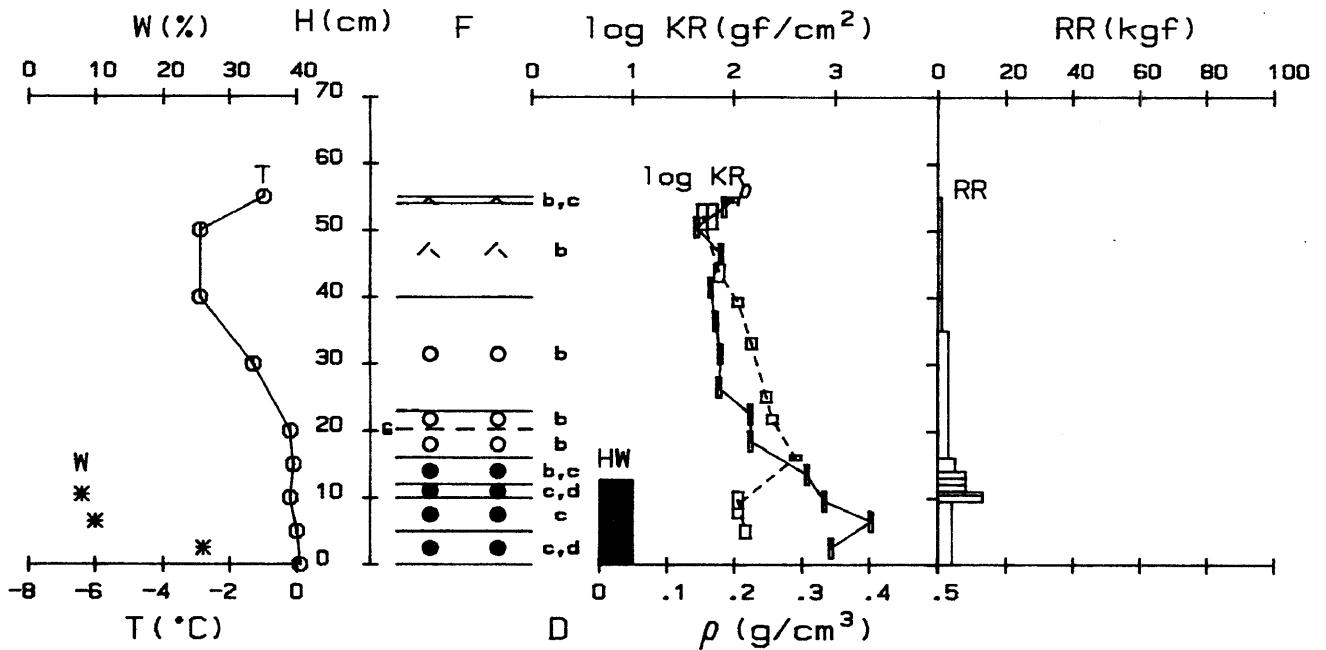 W(%) H(cm) F log KR(gf/cm²) RR(kgf)
0 10 20 30 40 0 1 2 3 0 20 40 60 80 100
70
60
T log KR ρ RR
b,c
50
b
40
30 b
b
20 G
b
W HW
b,c
10 c,d
c
c,d
0
-8 -6 -4 -2 0 0 .1 .2 .3 .4 .5
T(°C) D ρ (g/cm³)